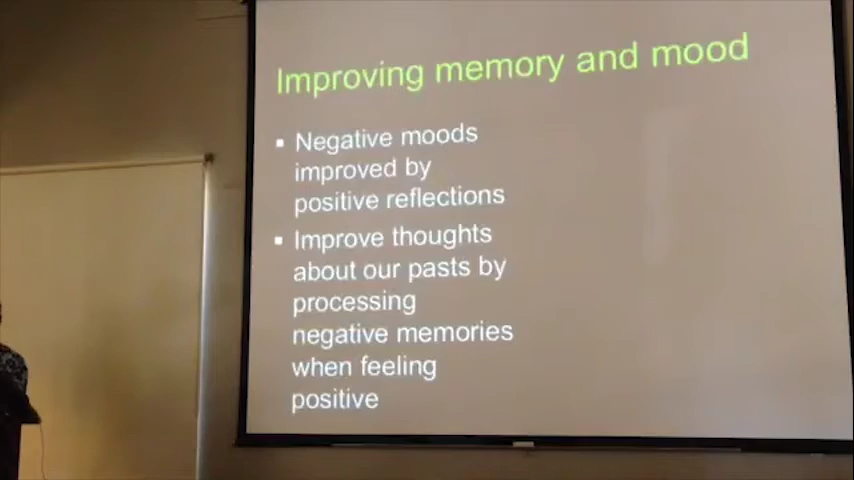 Improving memory and mood
▪ Negative moods
improved by
positive reflections
▪ Improve thoughts
about our pasts by
processing
negative memories
when feeling
positive